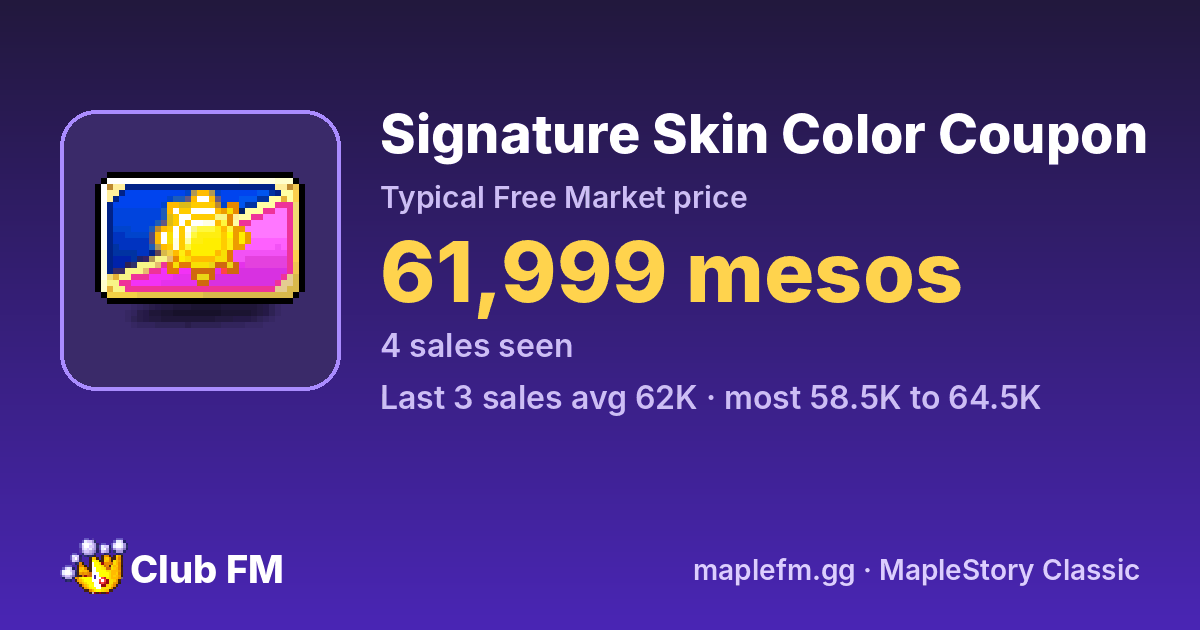 Signature Skin Color Coupon
Typical Free Market price
61,999 mesos
4 sales seen
Last 3 sales avg 62K · most 58.5K to 64.5K
Club FM
maplefm.gg · MapleStory Classic